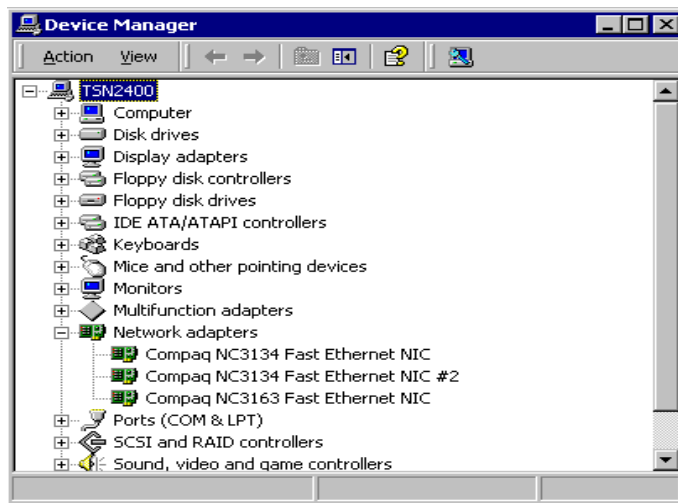 Device Manager
Action View
TSN2400
Computer
Disk drives
Display adapters
Floppy disk controllers
Floppy disk drives
IDE ATA/ATAPI controllers
Keyboards
Mice and other pointing devices
Monitors
Multifunction adapters
Network adapters
Compaq NC3134 Fast Ethernet NIC
Compaq NC3134 Fast Ethernet NIC #2
Compaq NC3163 Fast Ethernet NIC
Ports (COM & LPT)
SCSI and RAID controllers
Sound, video and game controllers